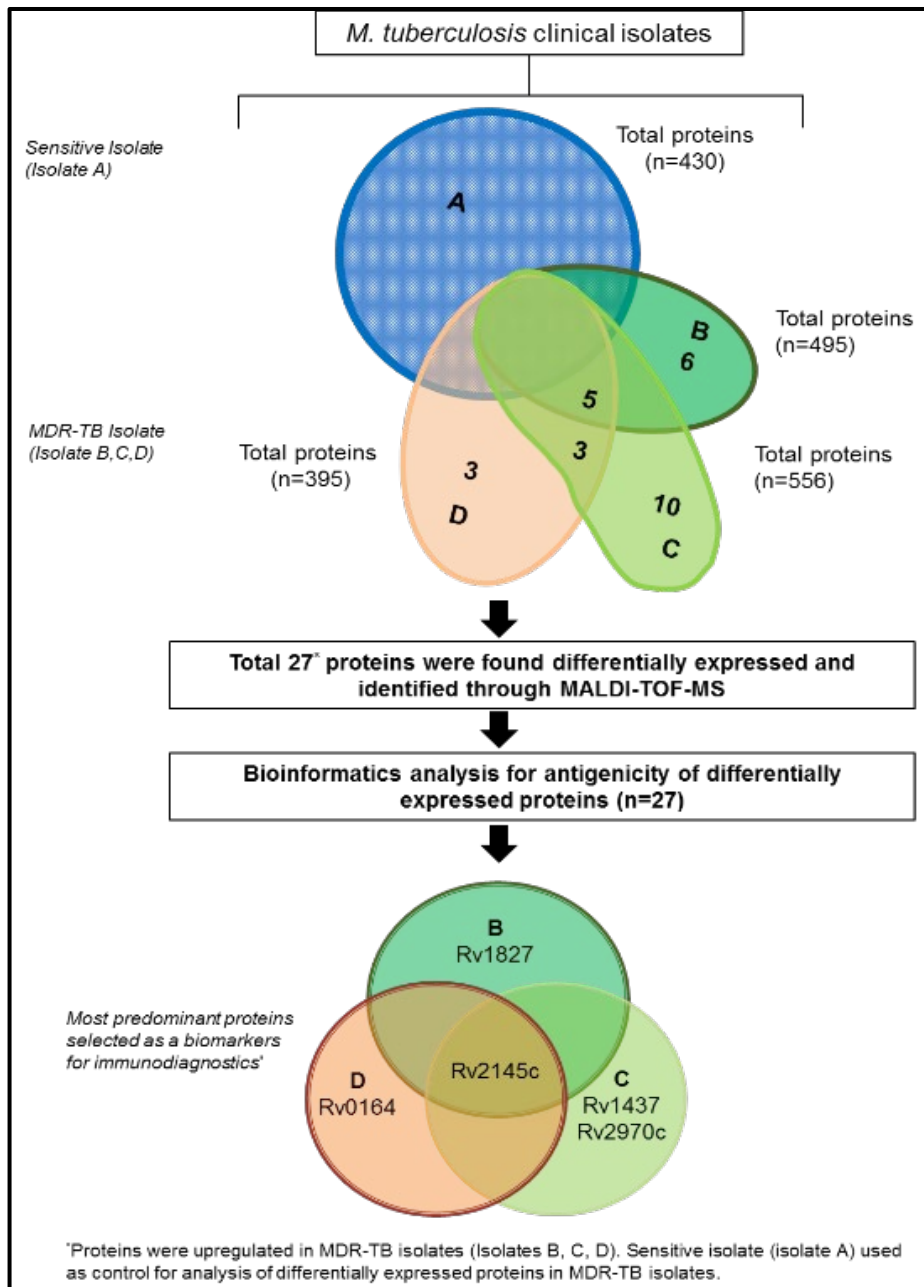 M. tuberculosis clinical isolates
Sensitive Isolate
(Isolate A)
Total proteins
(n=430)
A
B
6
Total proteins
(n=495)
5
MDR-TB Isolate
(Isolate B,C,D)
Total proteins
(n=395)
3
D
3
Total proteins
(n=556)
10
C
Total 27* proteins were found differentially expressed and
identified through MALDI-TOF-MS
Bioinformatics analysis for antigenicity of differentially
expressed proteins (n=27)
B
Rv1827
Most predominant proteins
selected as a biomarkers
for immunodiagnostics*
Rv2145c
D
Rv0164
C
Rv1437
Rv2970c
*Proteins were upregulated in MDR-TB isolates (Isolates B, C, D). Sensitive isolate (isolate A) used
as control for analysis of differentially expressed proteins in MDR-TB isolates.